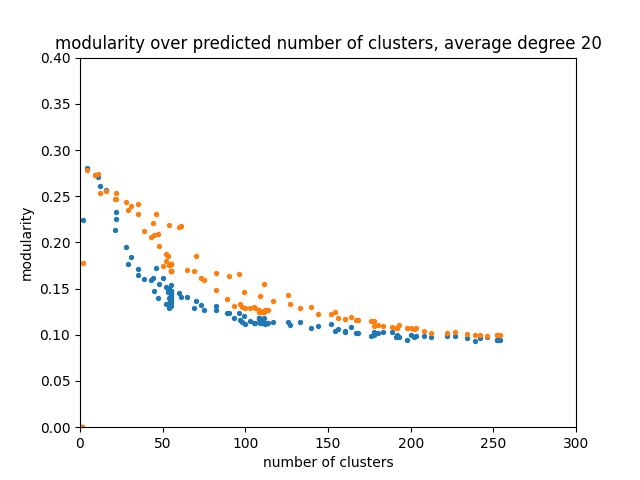 modularity over predicted number of clusters, average degree 20
0.40
0.35
0.30
0.25
0.20
0.15
0.10
0.05
0.00
modularity
0 50 100 150 200 250 300
number of clusters